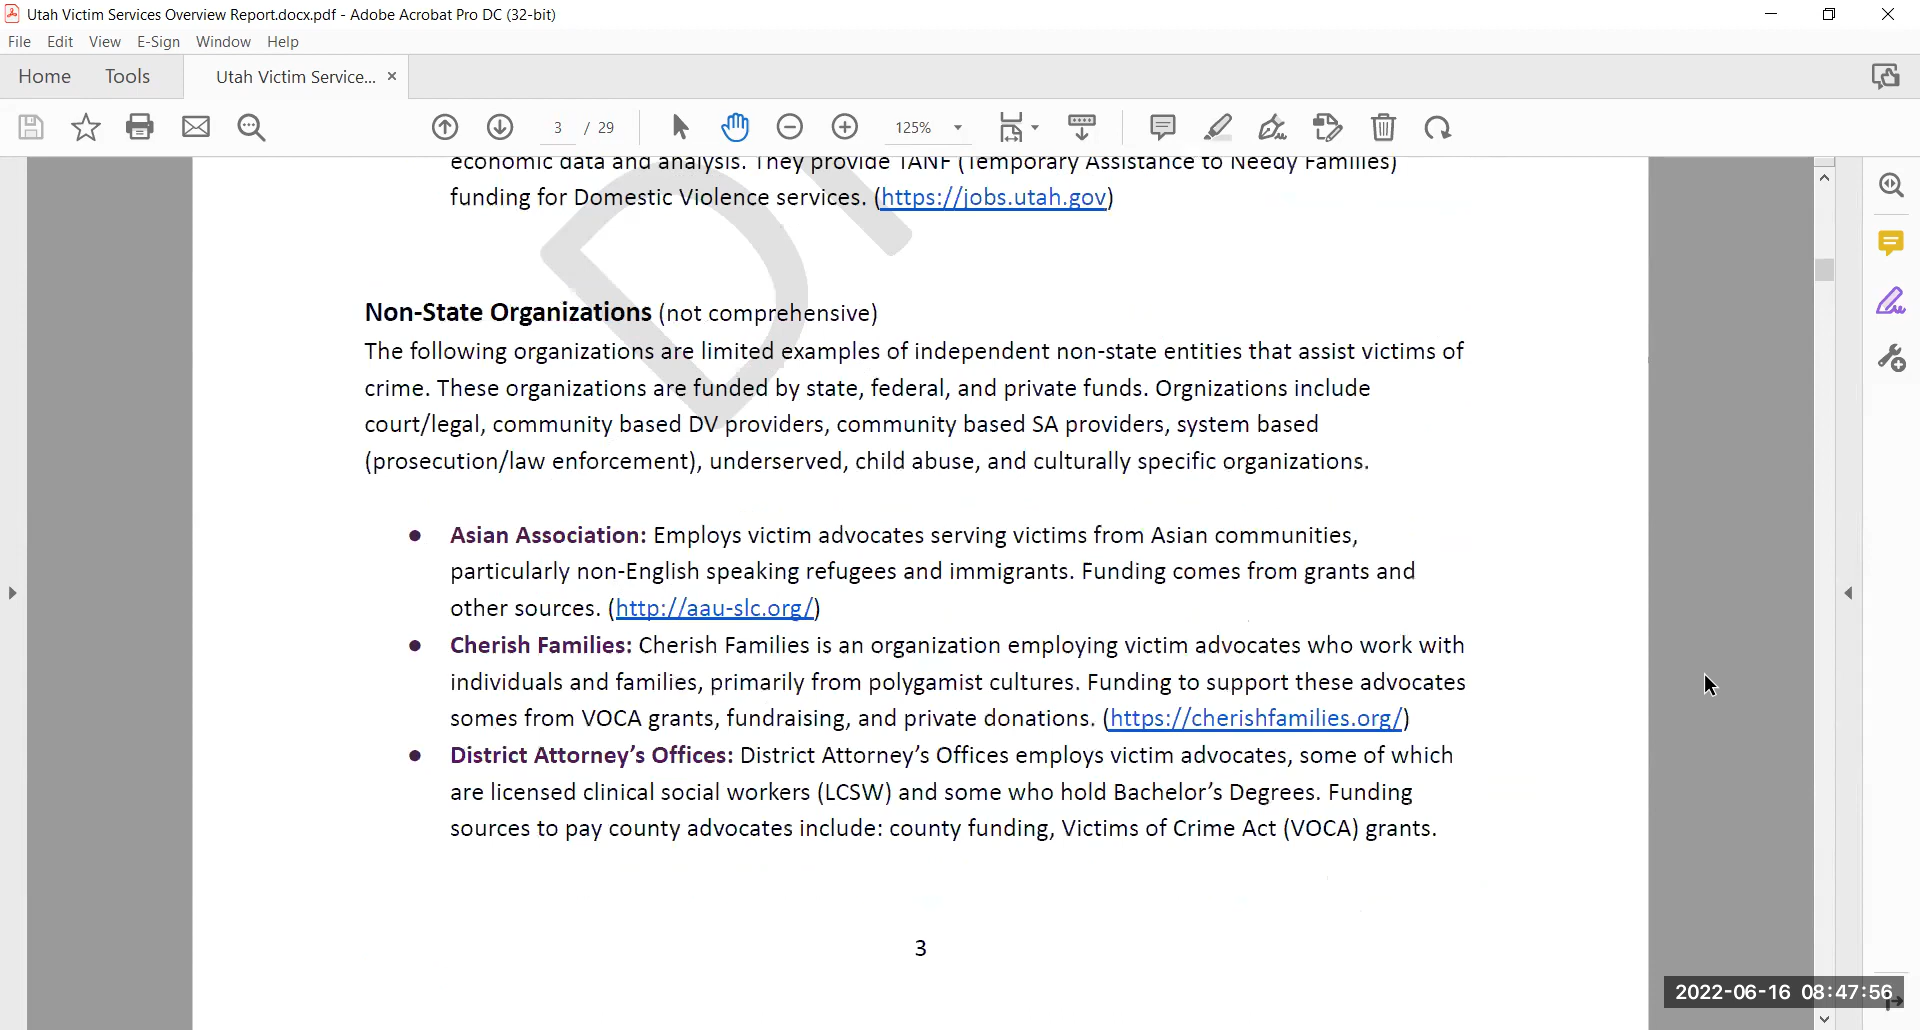 Utah Victim Services Overview Report.docx.pdf - Adobe Acrobat Pro DC (32-bit)
File Edit View E-Sign Window Help
Home Tools Utah Victim Service... ×
3 / 29 125%
economic data and analysis. They provide TANF (Temporary Assistance to Needy Families)
funding for Domestic Violence services. (https://jobs.utah.gov)
Non-State Organizations (not comprehensive)
The following organizations are limited examples of independent non-state entities that assist victims of
crime. These organizations are funded by state, federal, and private funds. Orgnizations include
court/legal, community based DV providers, community based SA providers, system based
(prosecution/law enforcement), underserved, child abuse, and culturally specific organizations.
● Asian Association: Employs victim advocates serving victims from Asian communities,
particularly non-English speaking refugees and immigrants. Funding comes from grants and
other sources. (http://aau-slc.org/)
● Cherish Families: Cherish Families is an organization employing victim advocates who work with
individuals and families, primarily from polygamist cultures. Funding to support these advocates
somes from VOCA grants, fundraising, and private donations. (https://cherishfamilies.org/)
● District Attorney’s Offices: District Attorney’s Offices employs victim advocates, some of which
are licensed clinical social workers (LCSW) and some who hold Bachelor’s Degrees. Funding
sources to pay county advocates include: county funding, Victims of Crime Act (VOCA) grants.
3
2022-06-16 08:47:56